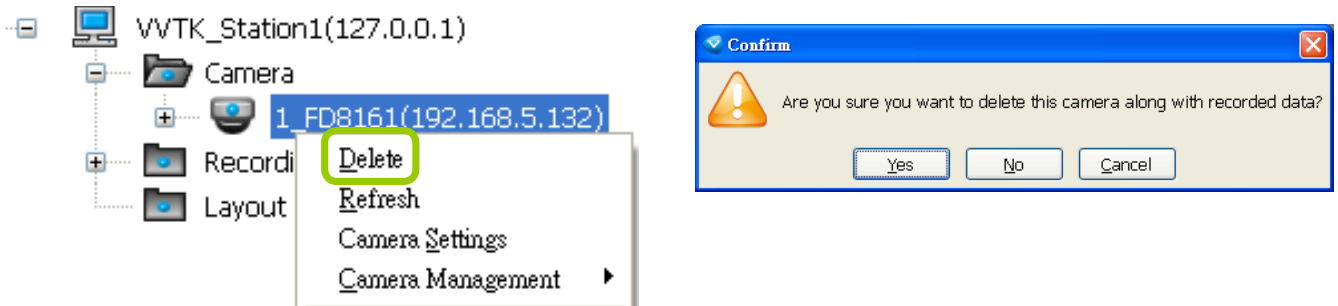 VVTK_Station1(127.0.0.1)
Camera
1_FD8161(192.168.5.132)
Recordi
Layout
Delete
Refresh
Camera Settings
Camera Management
Confirm
Are you sure you want to delete this camera along with recorded data?
Yes No Cancel